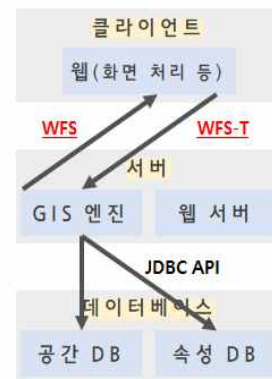 클라이언트
웹(화면 처리 등)
WFS
WFS-T
서버
GIS 엔진
웹 서버
JDBC API
데이터베이스
공간 DB
속성 DB